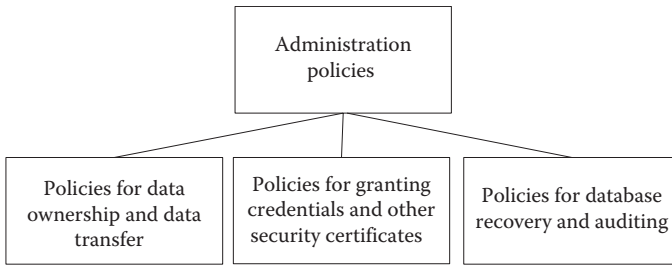 Administration
policies
Policies for data
ownership and data
transfer
Policies for granting
credentials and other
security certificates
Policies for database
recovery and auditing